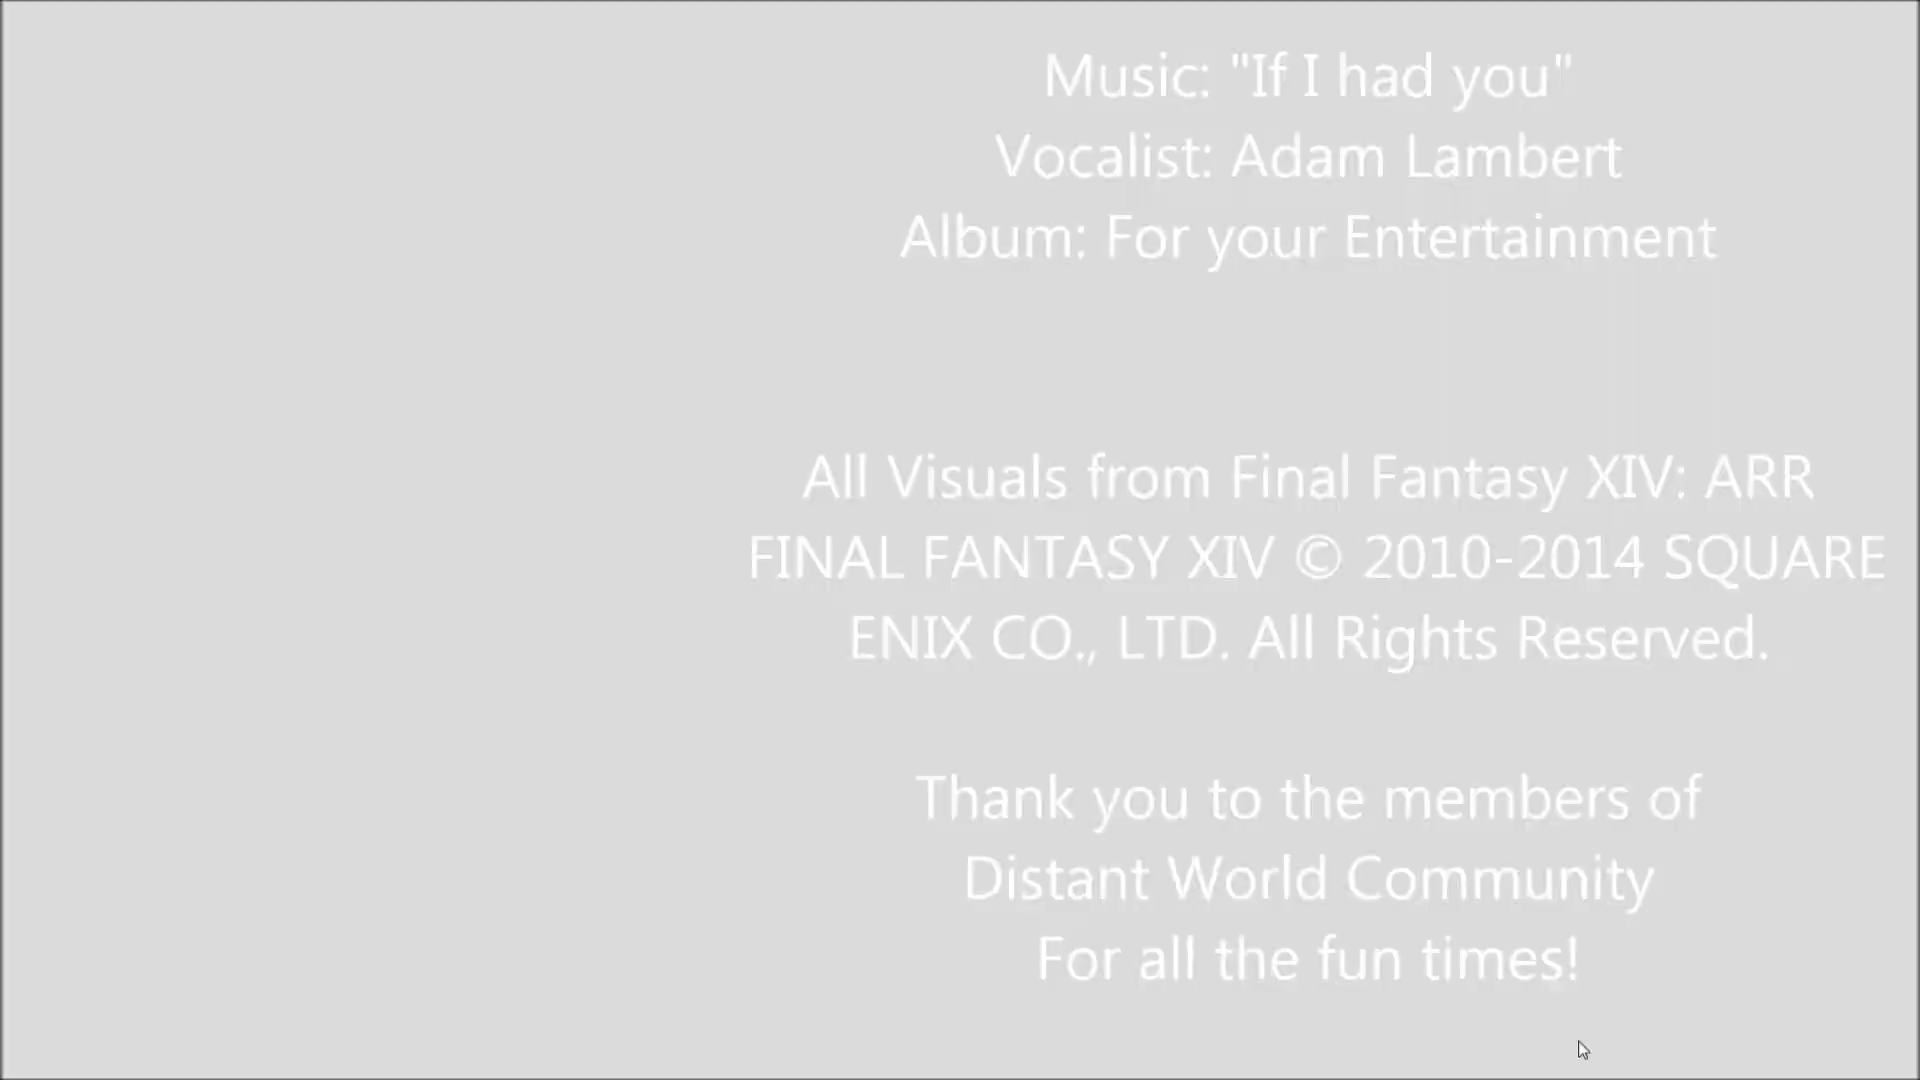 Music: "If I had you"
Vocalist: Adam Lambert
Album: For your Entertainment
All Visuals from Final Fantasy XIV: ARR
FINAL FANTASY XIV © 2010-2014 SQUARE
ENIX CO., LTD. All Rights Reserved.
Thank you to the members of
Distant World Community
For all the fun times!